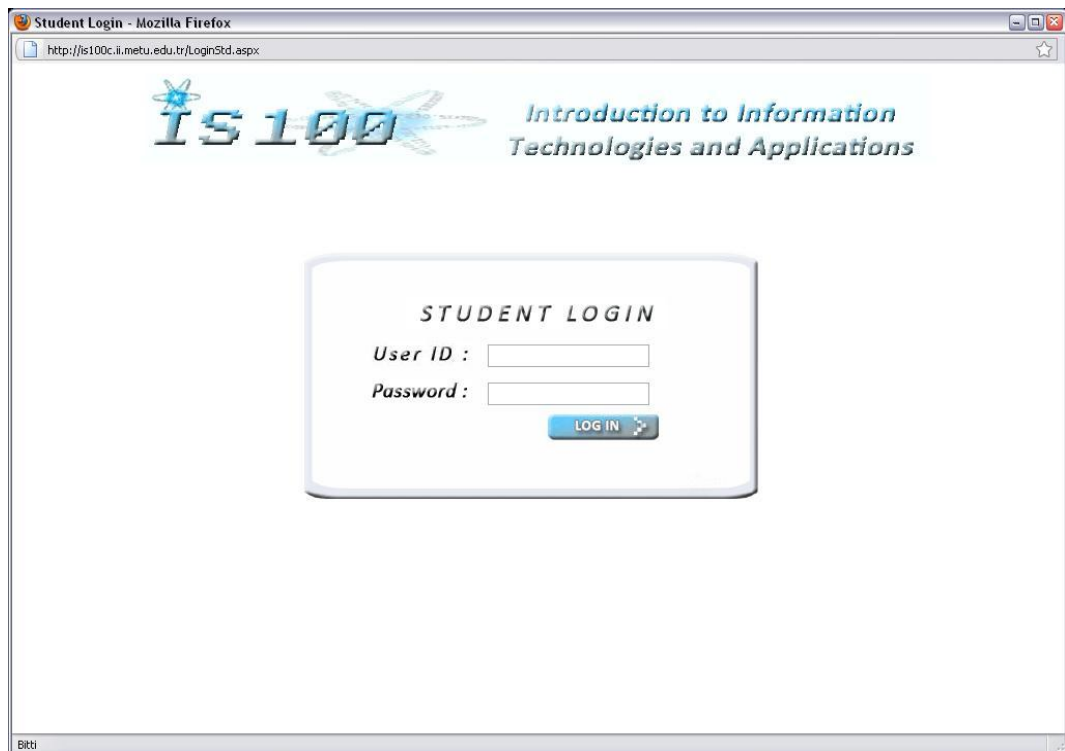 Student Login - Mozilla Firefox
http://is100c.ii.metu.edu.tr/LoginStd.aspx
IS 100
Introduction to Information
Technologies and Applications
STUDENT LOGIN
User ID :
Password :
LOG IN
Bitti